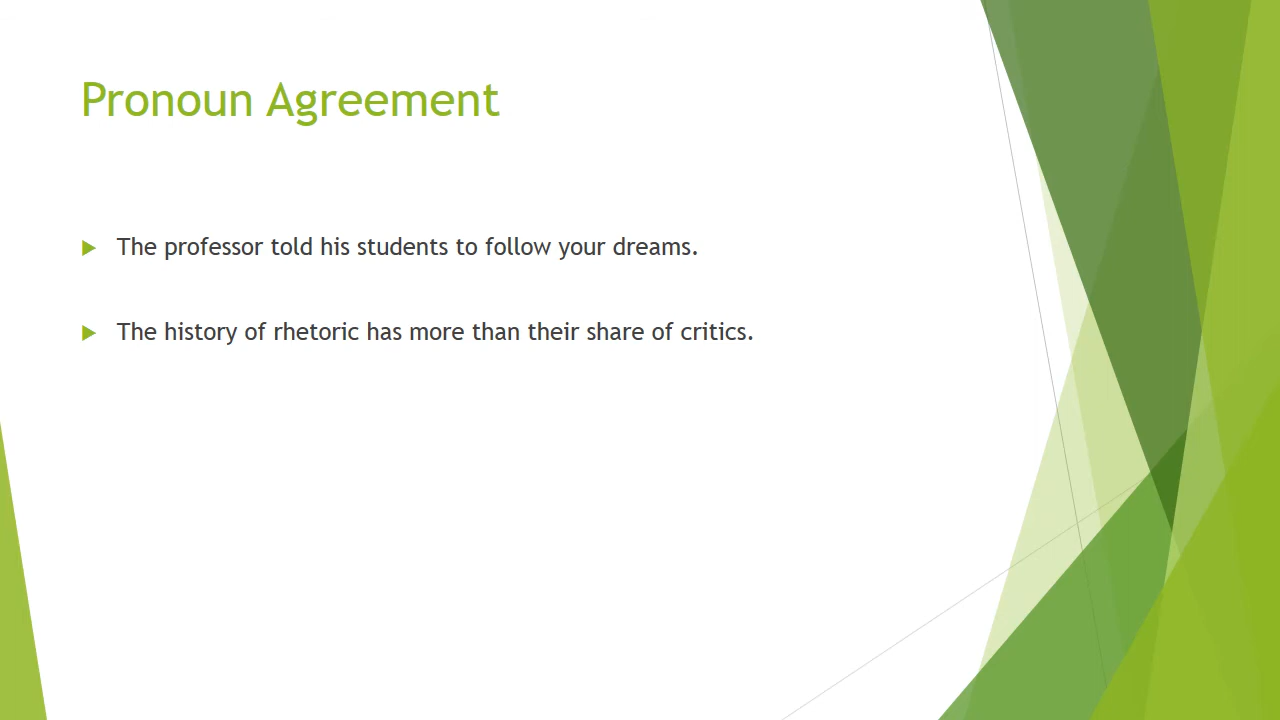 Pronoun Agreement
The professor told his students to follow your dreams.
The history of rhetoric has more than their share of critics.